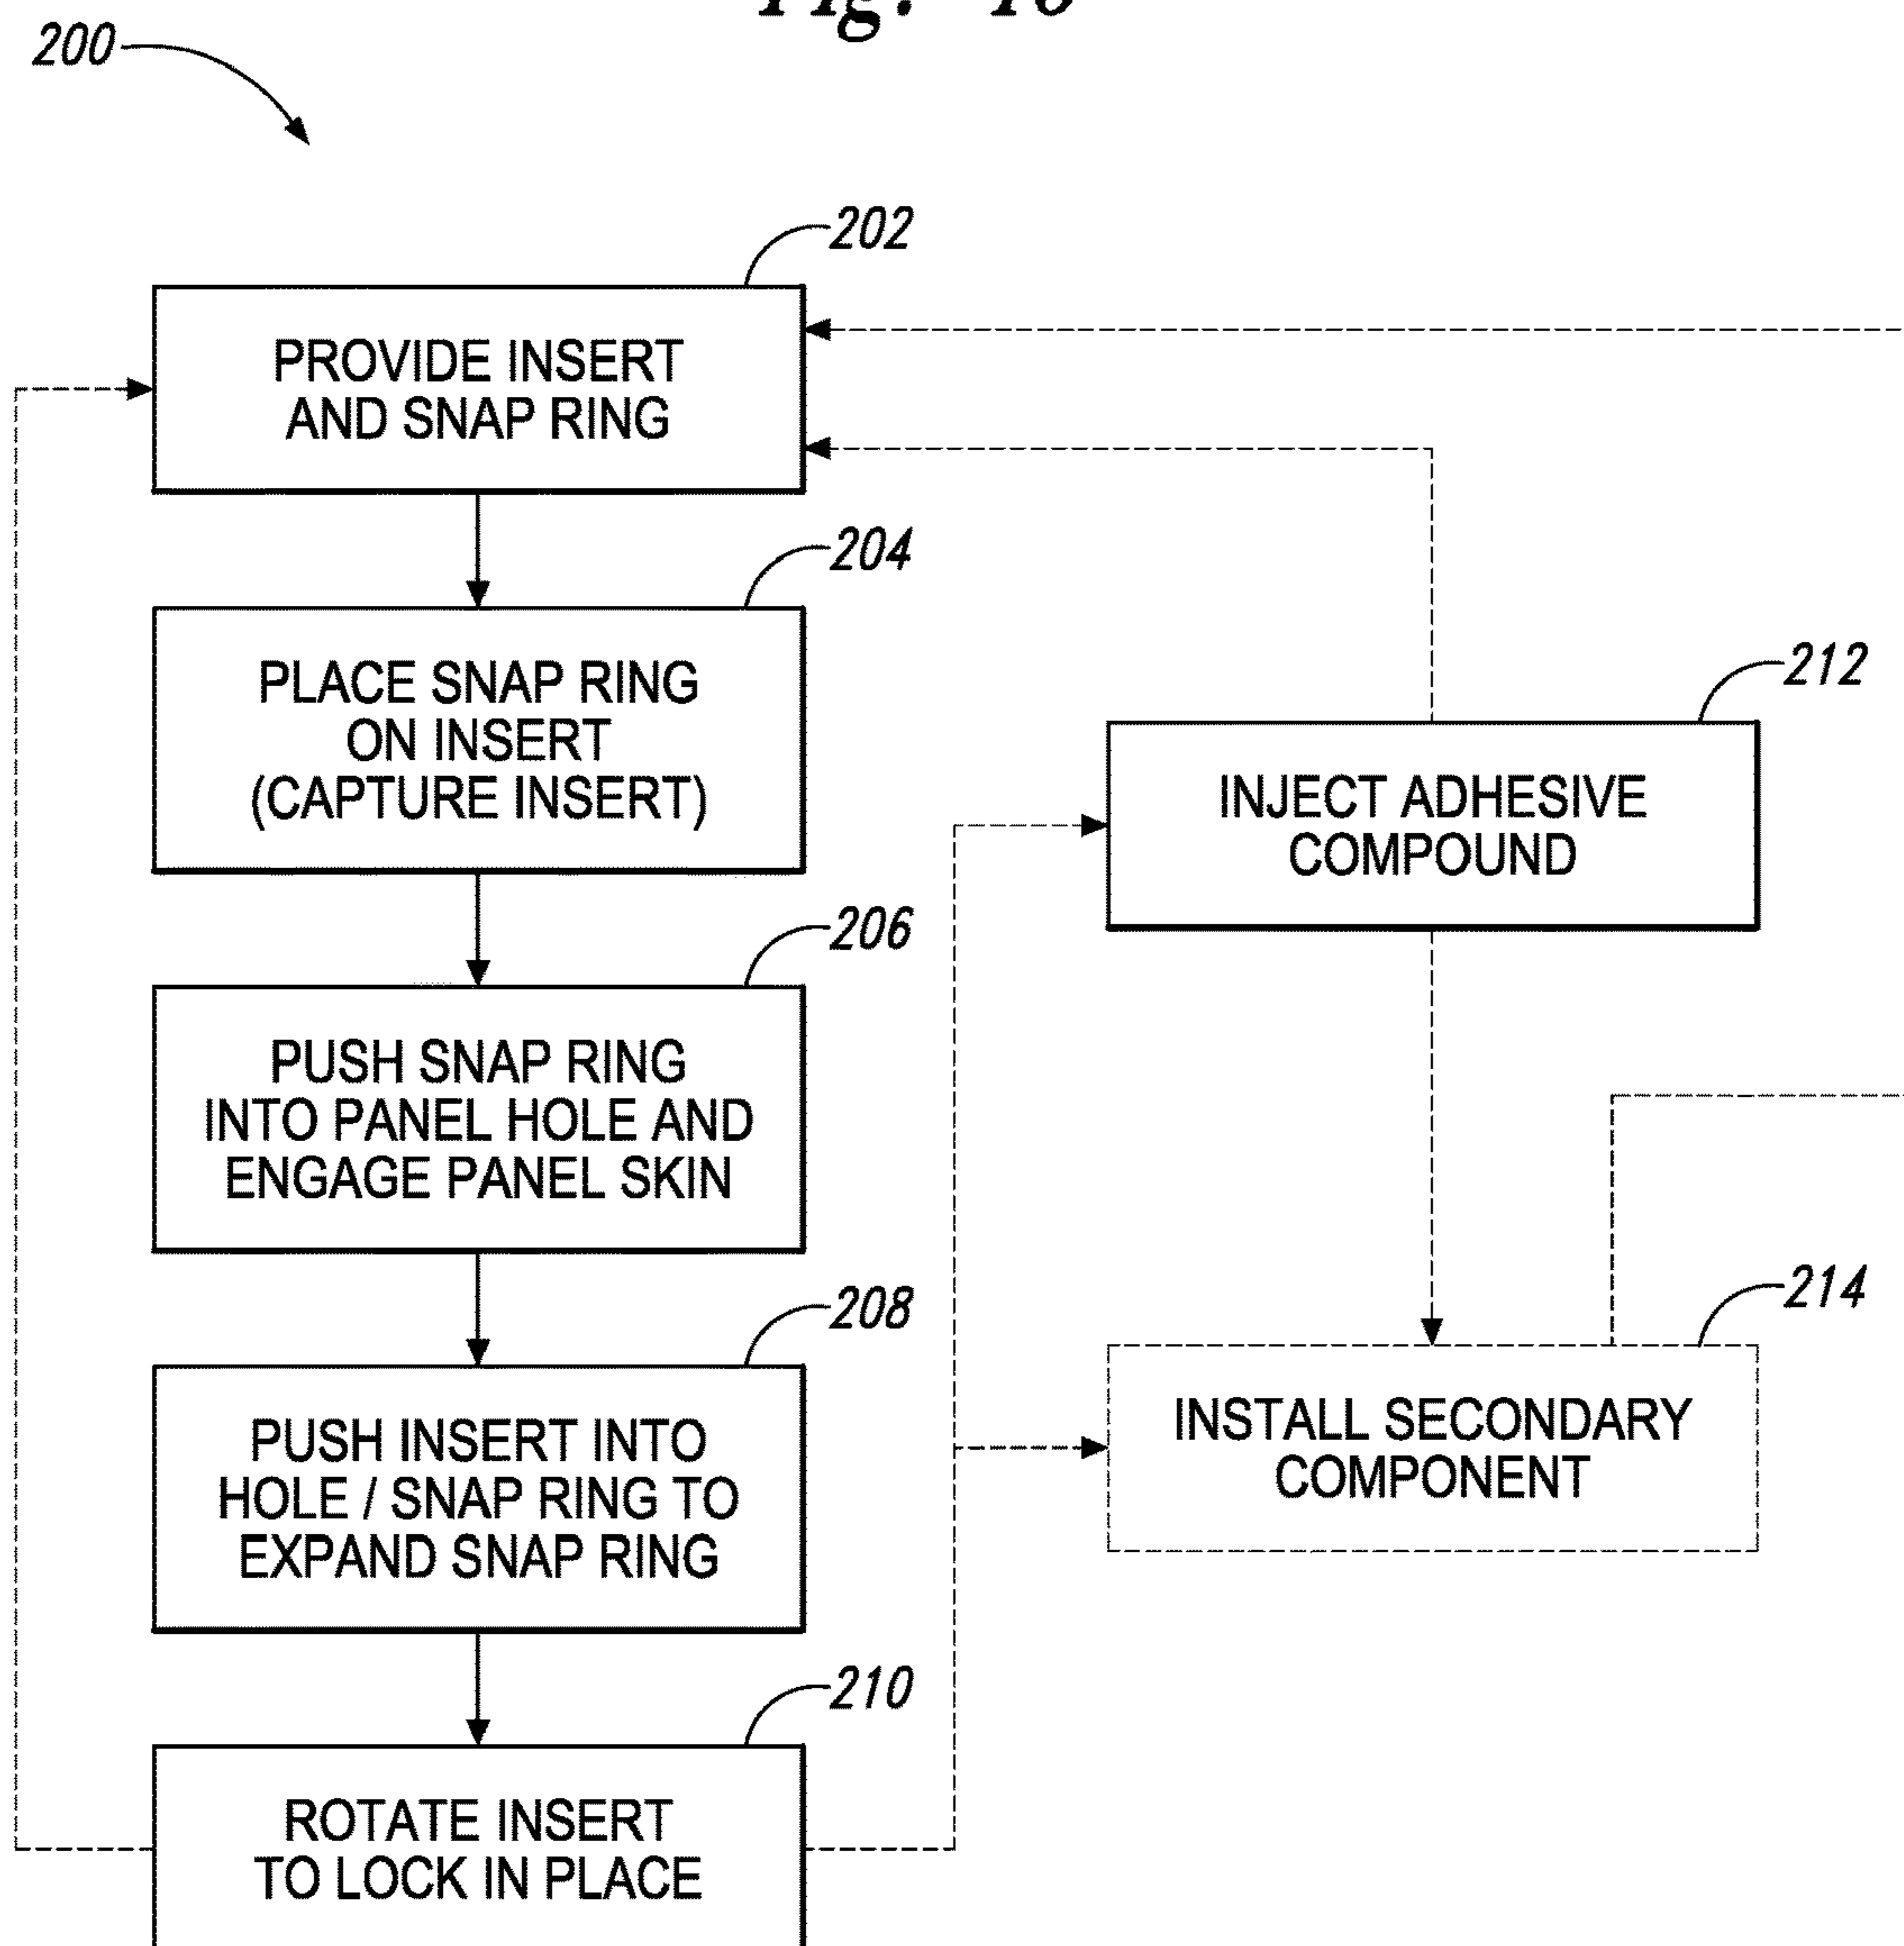 200
202
PROVIDE INSERT
AND SNAP RING
204
PLACE SNAP RING
ON INSERT
(CAPTURE INSERT)
206
PUSH SNAP RING
INTO PANEL HOLE AND
ENGAGE PANEL SKIN
208
PUSH INSERT INTO
HOLE / SNAP RING TO
EXPAND SNAP RING
210
ROTATE INSERT
TO LOCK IN PLACE
212
INJECT ADHESIVE
COMPOUND
214
INSTALL SECONDARY
COMPONENT